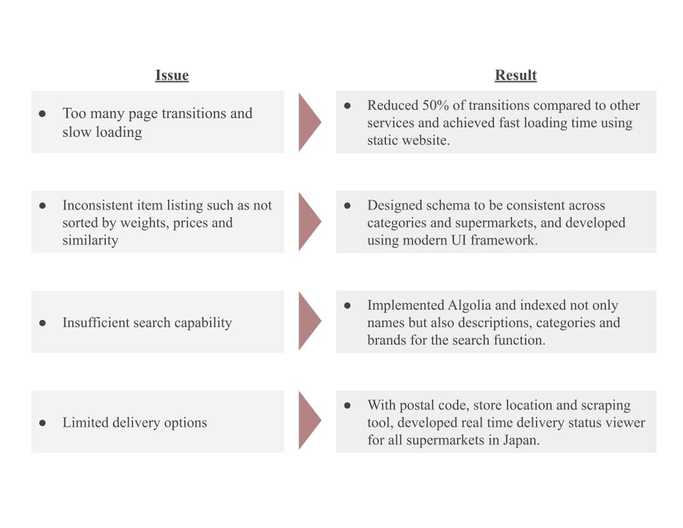 Issue
Result
● Too many page transitions and
slow loading
● Reduced 50% of transitions compared to other
services and achieved fast loading time using
static website.
● Inconsistent item listing such as not
sorted by weights, prices and
similarity
● Designed schema to be consistent across
categories and supermarkets, and developed
using modern UI framework.
● Insufficient search capability
● Implemented Algolia and indexed not only
names but also descriptions, categories and
brands for the search function.
● Limited delivery options
● With postal code, store location and scraping
tool, developed real time delivery status viewer
for all supermarkets in Japan.